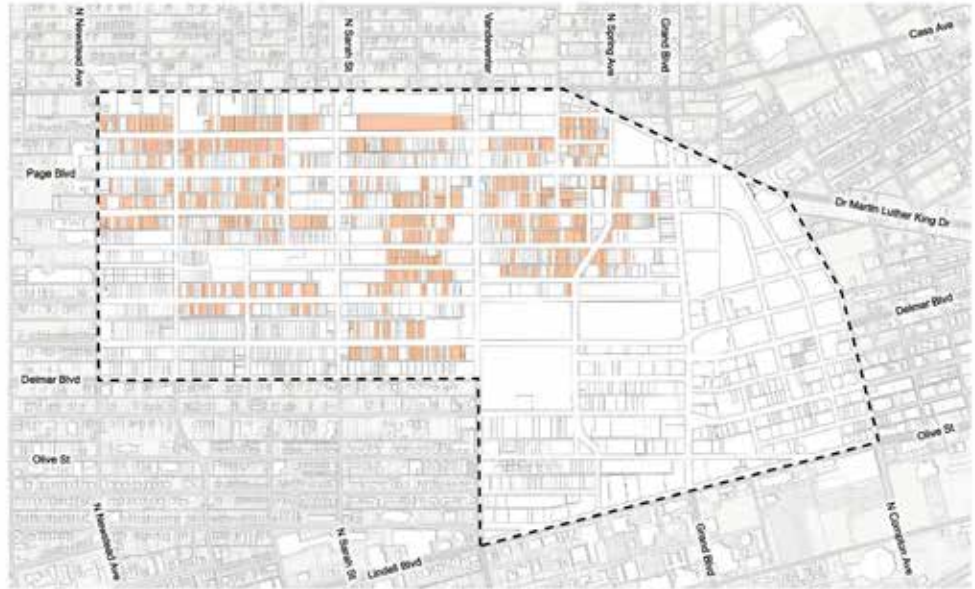 N Newstead Ave
N Sarah St
Vandeventer
N Spring Ave
Grand Blvd
Cass Ave
Page Blvd
Dr Martin Luther King Dr
Delmar Blvd
Delmar Blvd
Olive St
Olive St
N Newstead Ave
N Sarah St
Lindell Blvd
Grand Blvd
N Compton Ave